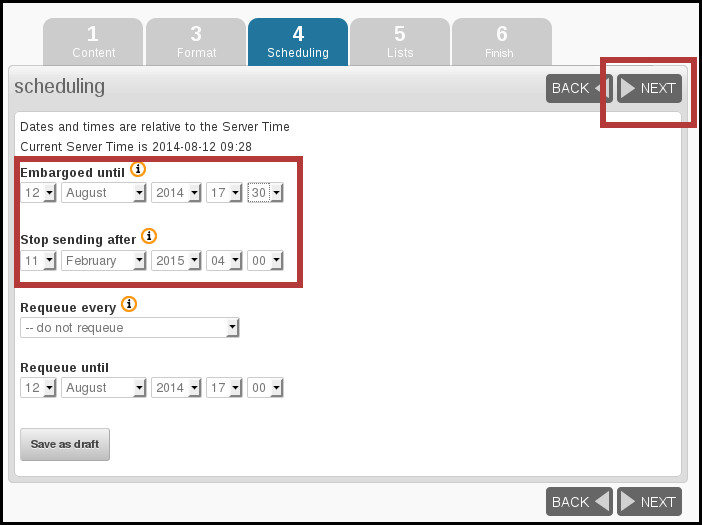 1 3 4 5 6
Content Format Scheduling Lists Finish
scheduling
BACK NEXT
Dates and times are relative to the Server Time
Current Server Time is 2014-08-12 09:28
Embargoed until i
12 August 2014 17 30
Stop sending after i
11 February 2015 04 00
Requeue every i
-- do not requeue
Requeue until
12 August 2014 17 00
Save as draft
BACK NEXT